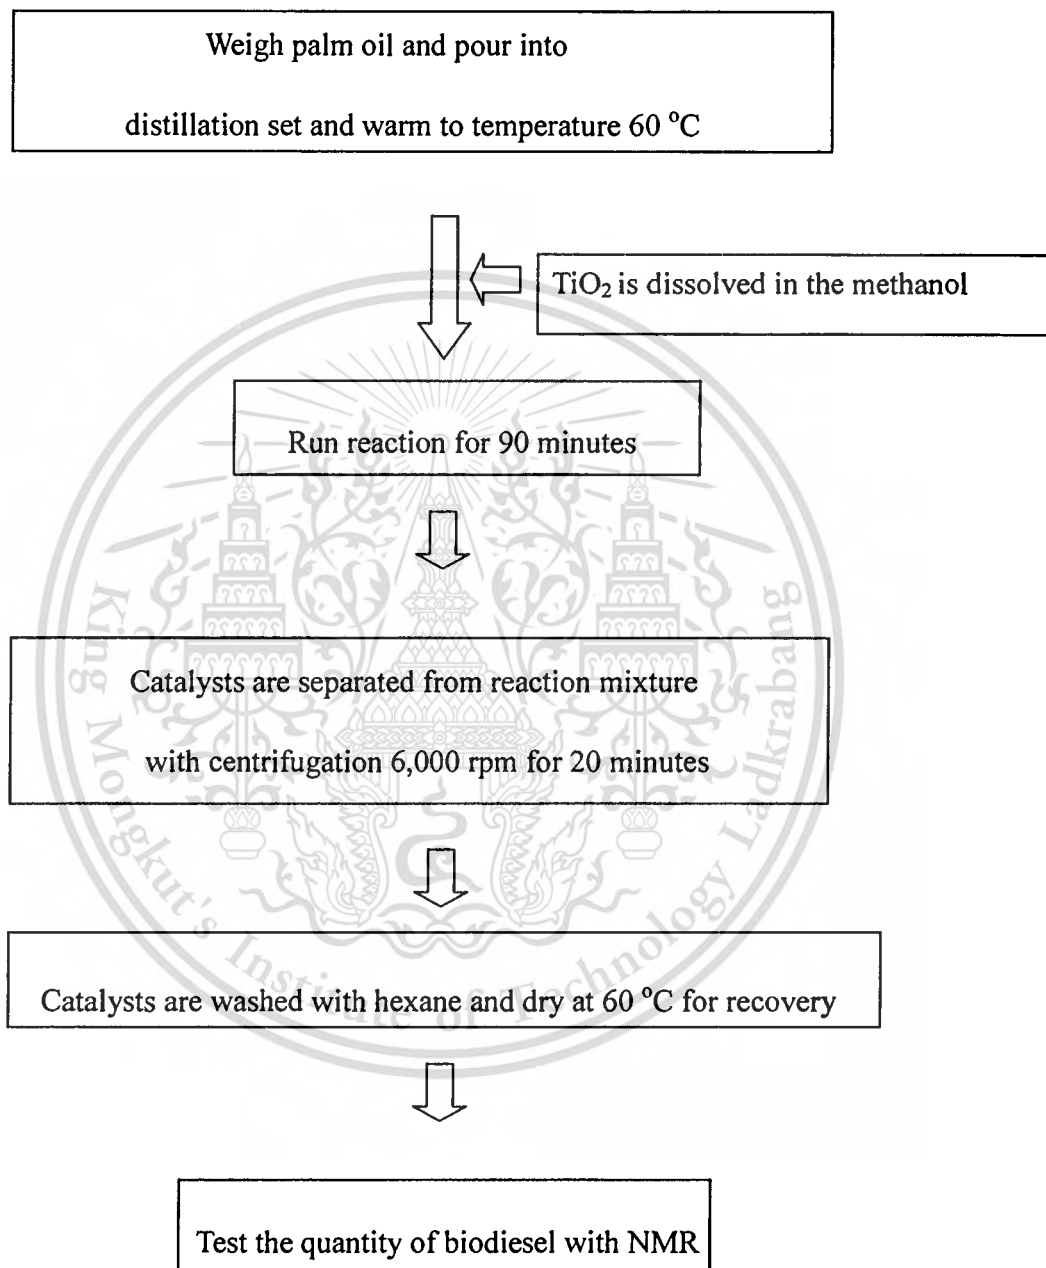 Weigh palm oil and pour into
distillation set and warm to temperature 60 °C
TiO₂ is dissolved in the methanol
Run reaction for 90 minutes
Catalysts are separated from reaction mixture
with centrifugation 6,000 rpm for 20 minutes
Catalysts are washed with hexane and dry at 60 °C for recovery
Test the quantity of biodiesel with NMR
King Mongkut's Institute of Technology Ladkrabang